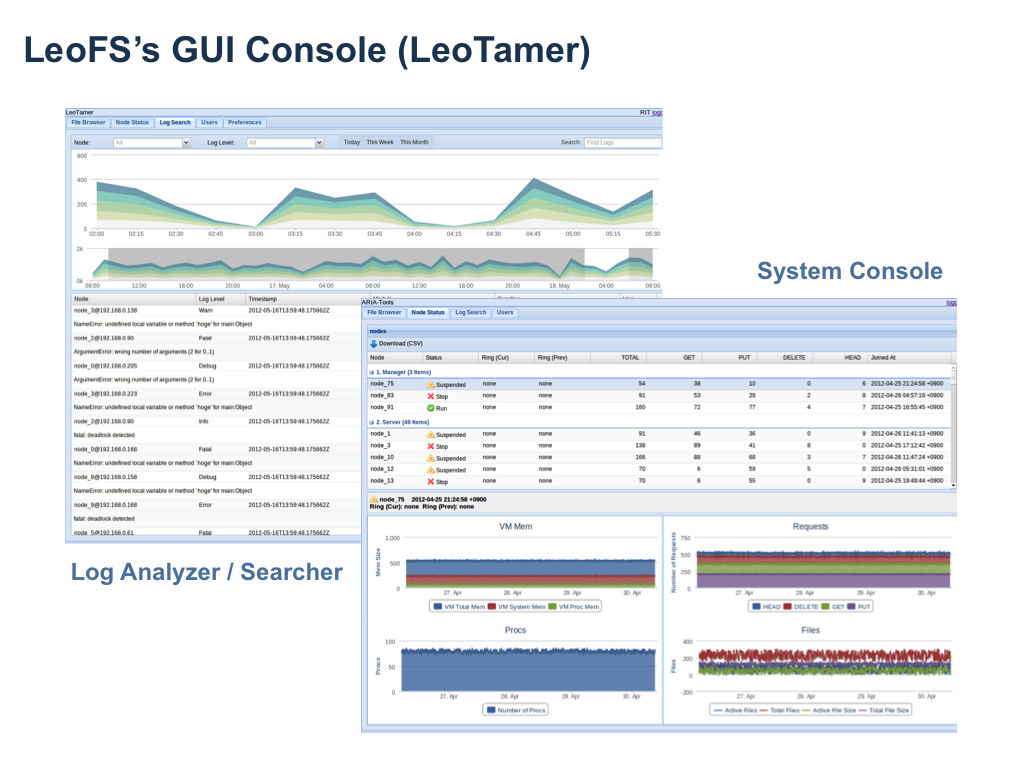 LeoFS’s GUI Console (LeoTamer)
LeoTamer RIT
File Browser Node Status Log Search Users Preferences
Node: All Log Level: All Today This Week This Month Search: Find Logs
600
400
200
0
02:00 02:15 02:30 02:45 03:00 03:15 03:30 03:45 04:00 04:15 04:30 04:45 05:00 05:15 05:30
2k
0k
08:00 12:00 16:00 20:00 17. May 04:00 08:00 12:00 16:00 20:00 18. May 04:00 08:00
Node Log Level Timestamp
node_3@192.168.0.138 Warn 2012-05-16T13:59:48.175662Z
NameError: undefined local variable or method `hoge' for main:Object
node_2@192.168.0.90 Fatal 2012-05-16T13:59:48.175662Z
ArgumentError: wrong number of arguments (2 for 0..1)
node_0@192.168.0.205 Debug 2012-05-16T13:59:48.175662Z
ArgumentError: wrong number of arguments (2 for 0..1)
node_3@192.168.0.223 Error 2012-05-16T13:59:48.175662Z
NameError: undefined local variable or method `hoge' for main:Object
node_2@192.168.0.90 Info 2012-05-16T13:59:48.175662Z
fatal: deadlock detected
node_0@192.168.0.168 Fatal 2012-05-16T13:59:48.175662Z
NameError: undefined local variable or method `hoge' for main:Object
node_8@192.168.0.158 Debug 2012-05-16T13:59:48.175662Z
NameError: undefined local variable or method `hoge' for main:Object
node_9@192.168.0.168 Error 2012-05-16T13:59:48.175662Z
fatal: deadlock detected
node_5@192.168.0.61 Fatal 2012-05-16T13:59:48.175662Z
Log Analyzer / Searcher
System Console
ARIA-Tools
File Browser Node Status Log Search Users
nodes
Download (CSV)
Node Status Ring (Cur) Ring (Prev) TOTAL GET PUT DELETE HEAD Joined At
1. Manager (3 Items)
node_75 Suspended none none 54 38 10 0 6 2012-04-25 21:24:58 +0900
node_83 Stop none none 91 53 28 2 8 2012-04-26 04:57:16 +0900
node_91 Run none none 160 72 77 4 7 2012-04-26 16:55:45 +0900
2. Server (49 Items)
node_1 Suspended none none 91 46 36 0 9 2012-04-26 11:41:13 +0900
node_3 Stop none none 138 89 41 8 0 2012-04-25 17:12:42 +0900
node_10 Suspended none none 166 88 68 3 7 2012-04-26 11:47:24 +0900
node_12 Suspended none none 70 6 59 5 0 2012-04-26 05:31:01 +0900
node_13 Stop none none 70 6 55 0 9 2012-04-25 19:49:44 +0900
node_75 2012-04-25 21:24:58 +0900
Ring (Cur): none Ring (Prev): none
VM Mem
Mem Size
1,000
500
0
27. Apr 28. Apr 29. Apr 30. Apr
VM Total Mem VM System Mem VM Proc Mem
Requests
Number of Requests
750
500
250
0
27. Apr 28. Apr 29. Apr 30. Apr
HEAD DELETE GET PUT
Procs
Procs
100
50
0
27. Apr 28. Apr 29. Apr 30. Apr
Number of Procs
Files
Files
400
200
0
-200
27. Apr 28. Apr 29. Apr 30. Apr
Active Files Total Files Active File Size Total File Size